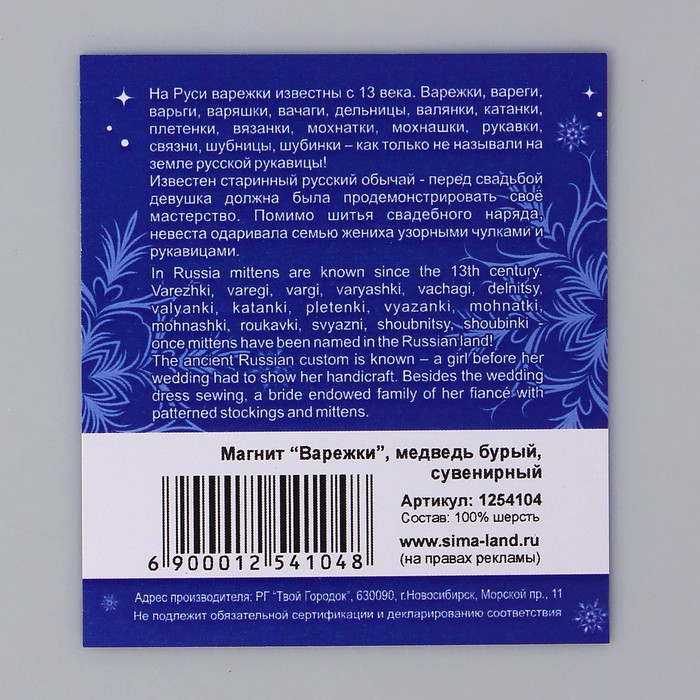 На Руси варежки известны с 13 века. Варежки, вареги,
варьги, варяшки, вачаги, дельницы, валянки, катанки,
плетенки, вязанки, мохнатки, мохнашки, рукавки,
связни, шубницы, шубинки – как только не называли на
земле русской рукавицы!
Известен старинный русский обычай - перед свадьбой
девушка должна была продемонстрировать своё
мастерство. Помимо шитья свадебного наряда,
невеста одаривала семью жениха узорными чулками и
рукавицами.
In Russia mittens are known since the 13th century.
Varezhki, varegi, vargi, varyashki, vachagi, delnitsy,
valyanki, katanki, pletenki, vyazanki, mohnatki,
mohnashki, roukavki, svyazni, shoubnitsy, shoubinki -
once mittens have been named in the Russian land!
The ancient Russian custom is known – a girl before her
wedding had to show her handicraft. Besides the wedding
dress sewing, a bride endowed family of her fiancé with
patterned stockings and mittens.
Магнит “Варежки”, медведь бурый,
сувенирный
Артикул: 1254104
Состав: 100% шерсть
www.sima-land.ru
(на правах рекламы)
6 900012 541048
Адрес производителя: РГ “Твой Городок”, 630090, г.Новосибирск, Морской пр., 11
Не подлежит обязательной сертификации и декларированию соответствия